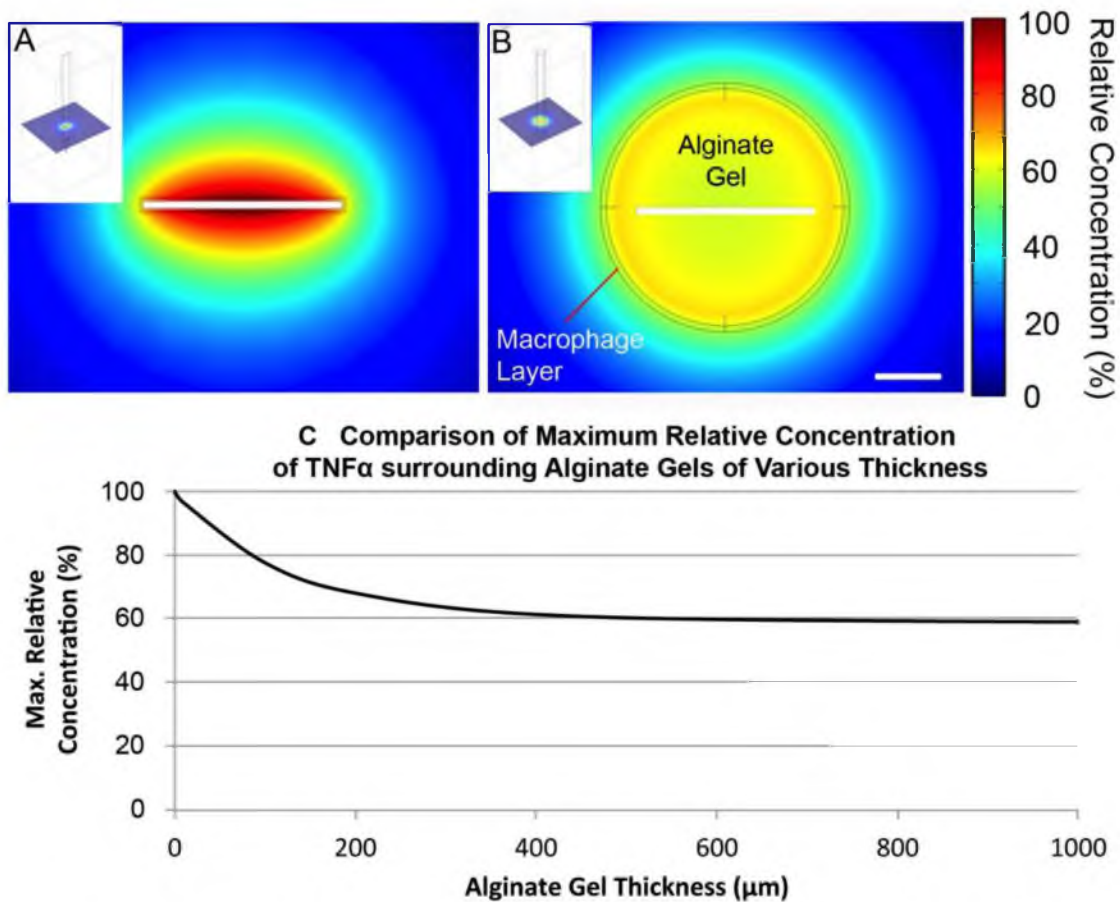 A
B
Alginate
Gel
Macrophage
Layer
100
80
60
40
20
0
Relative Concentration (%)
C Comparison of Maximum Relative Concentration
of TNFα surrounding Alginate Gels of Various Thickness
Max. Relative
Concentration (%)
100
80
60
40
20
0
0 200 400 600 800 1000
Alginate Gel Thickness (µm)